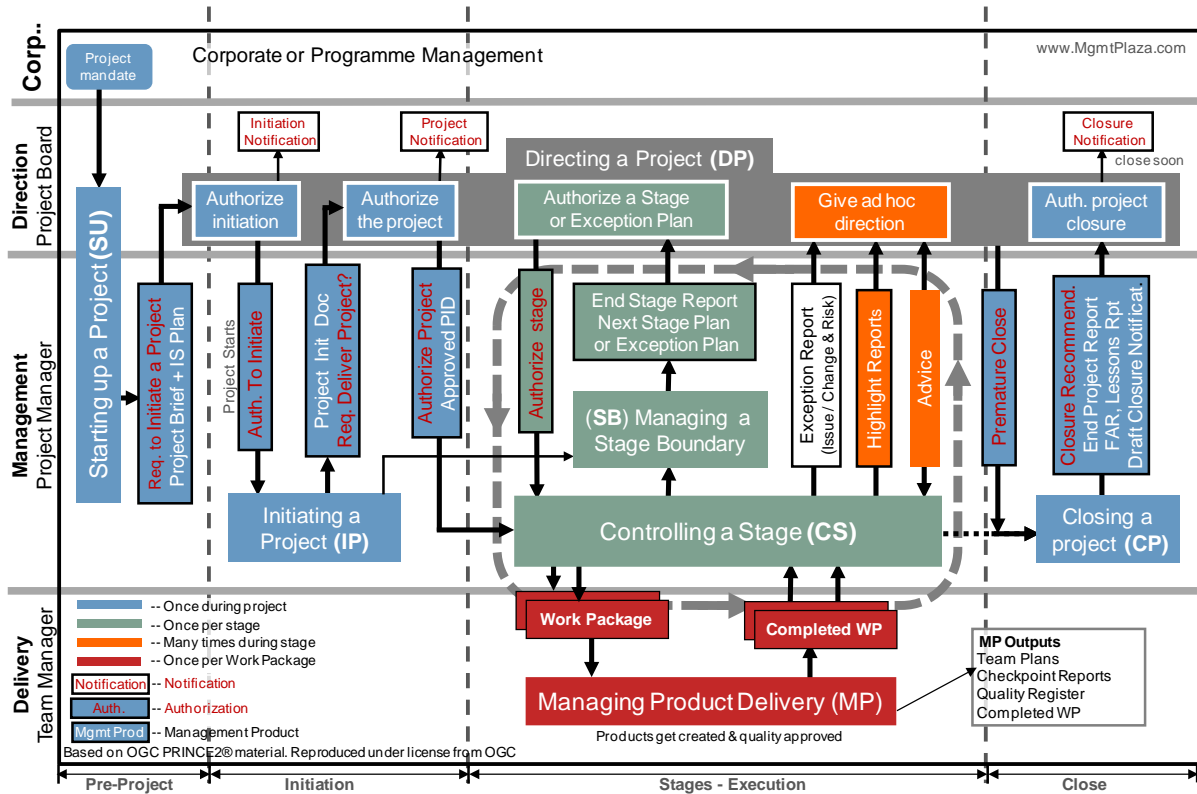 Corp..
Project
mandate
Corporate or Programme Management
www.MgmtPlaza.com
Direction
Project Board
Initiation
Notification
Project
Notification
Closure
Notification
close soon
Directing a Project (DP)
Authorize
initiation
Authorize
the project
Authorize a Stage
or Exception Plan
Give ad hoc
direction
Auth. project
closure
Management
Project Manager
Starting up a Project (SU)
Req. to Initiate a Project
Project Brief + IS Plan
Project Starts
Auth. To Initiate
Project Init Doc
Req. Deliver Project?
Authorize Project
Approved PID
Authorize stage
End Stage Report
Next Stage Plan
or Exception Plan
(SB) Managing a
Stage Boundary
Exception Report
(Issue / Change & Risk)
Highlight Reports
Advice
Premature Close
Closure Recommend.
End Project Report
FAR, Lessons Rpt
Draft Closure Notificat.
Initiating a
Project (IP)
Controlling a Stage (CS)
Closing a
project (CP)
Delivery
Team Manager
-- Once during project
-- Once per stage
-- Many times during stage
-- Once per Work Package
Notification -- Notification
Auth. -- Authorization
Mgmt Prod -- Management Product
Based on OGC PRINCE2® material. Reproduced under license from OGC
Work Package
Completed WP
Managing Product Delivery (MP)
Products get created & quality approved
MP Outputs
Team Plans
Checkpoint Reports
Quality Register
Completed WP
Pre-Project
Initiation
Stages - Execution
Close